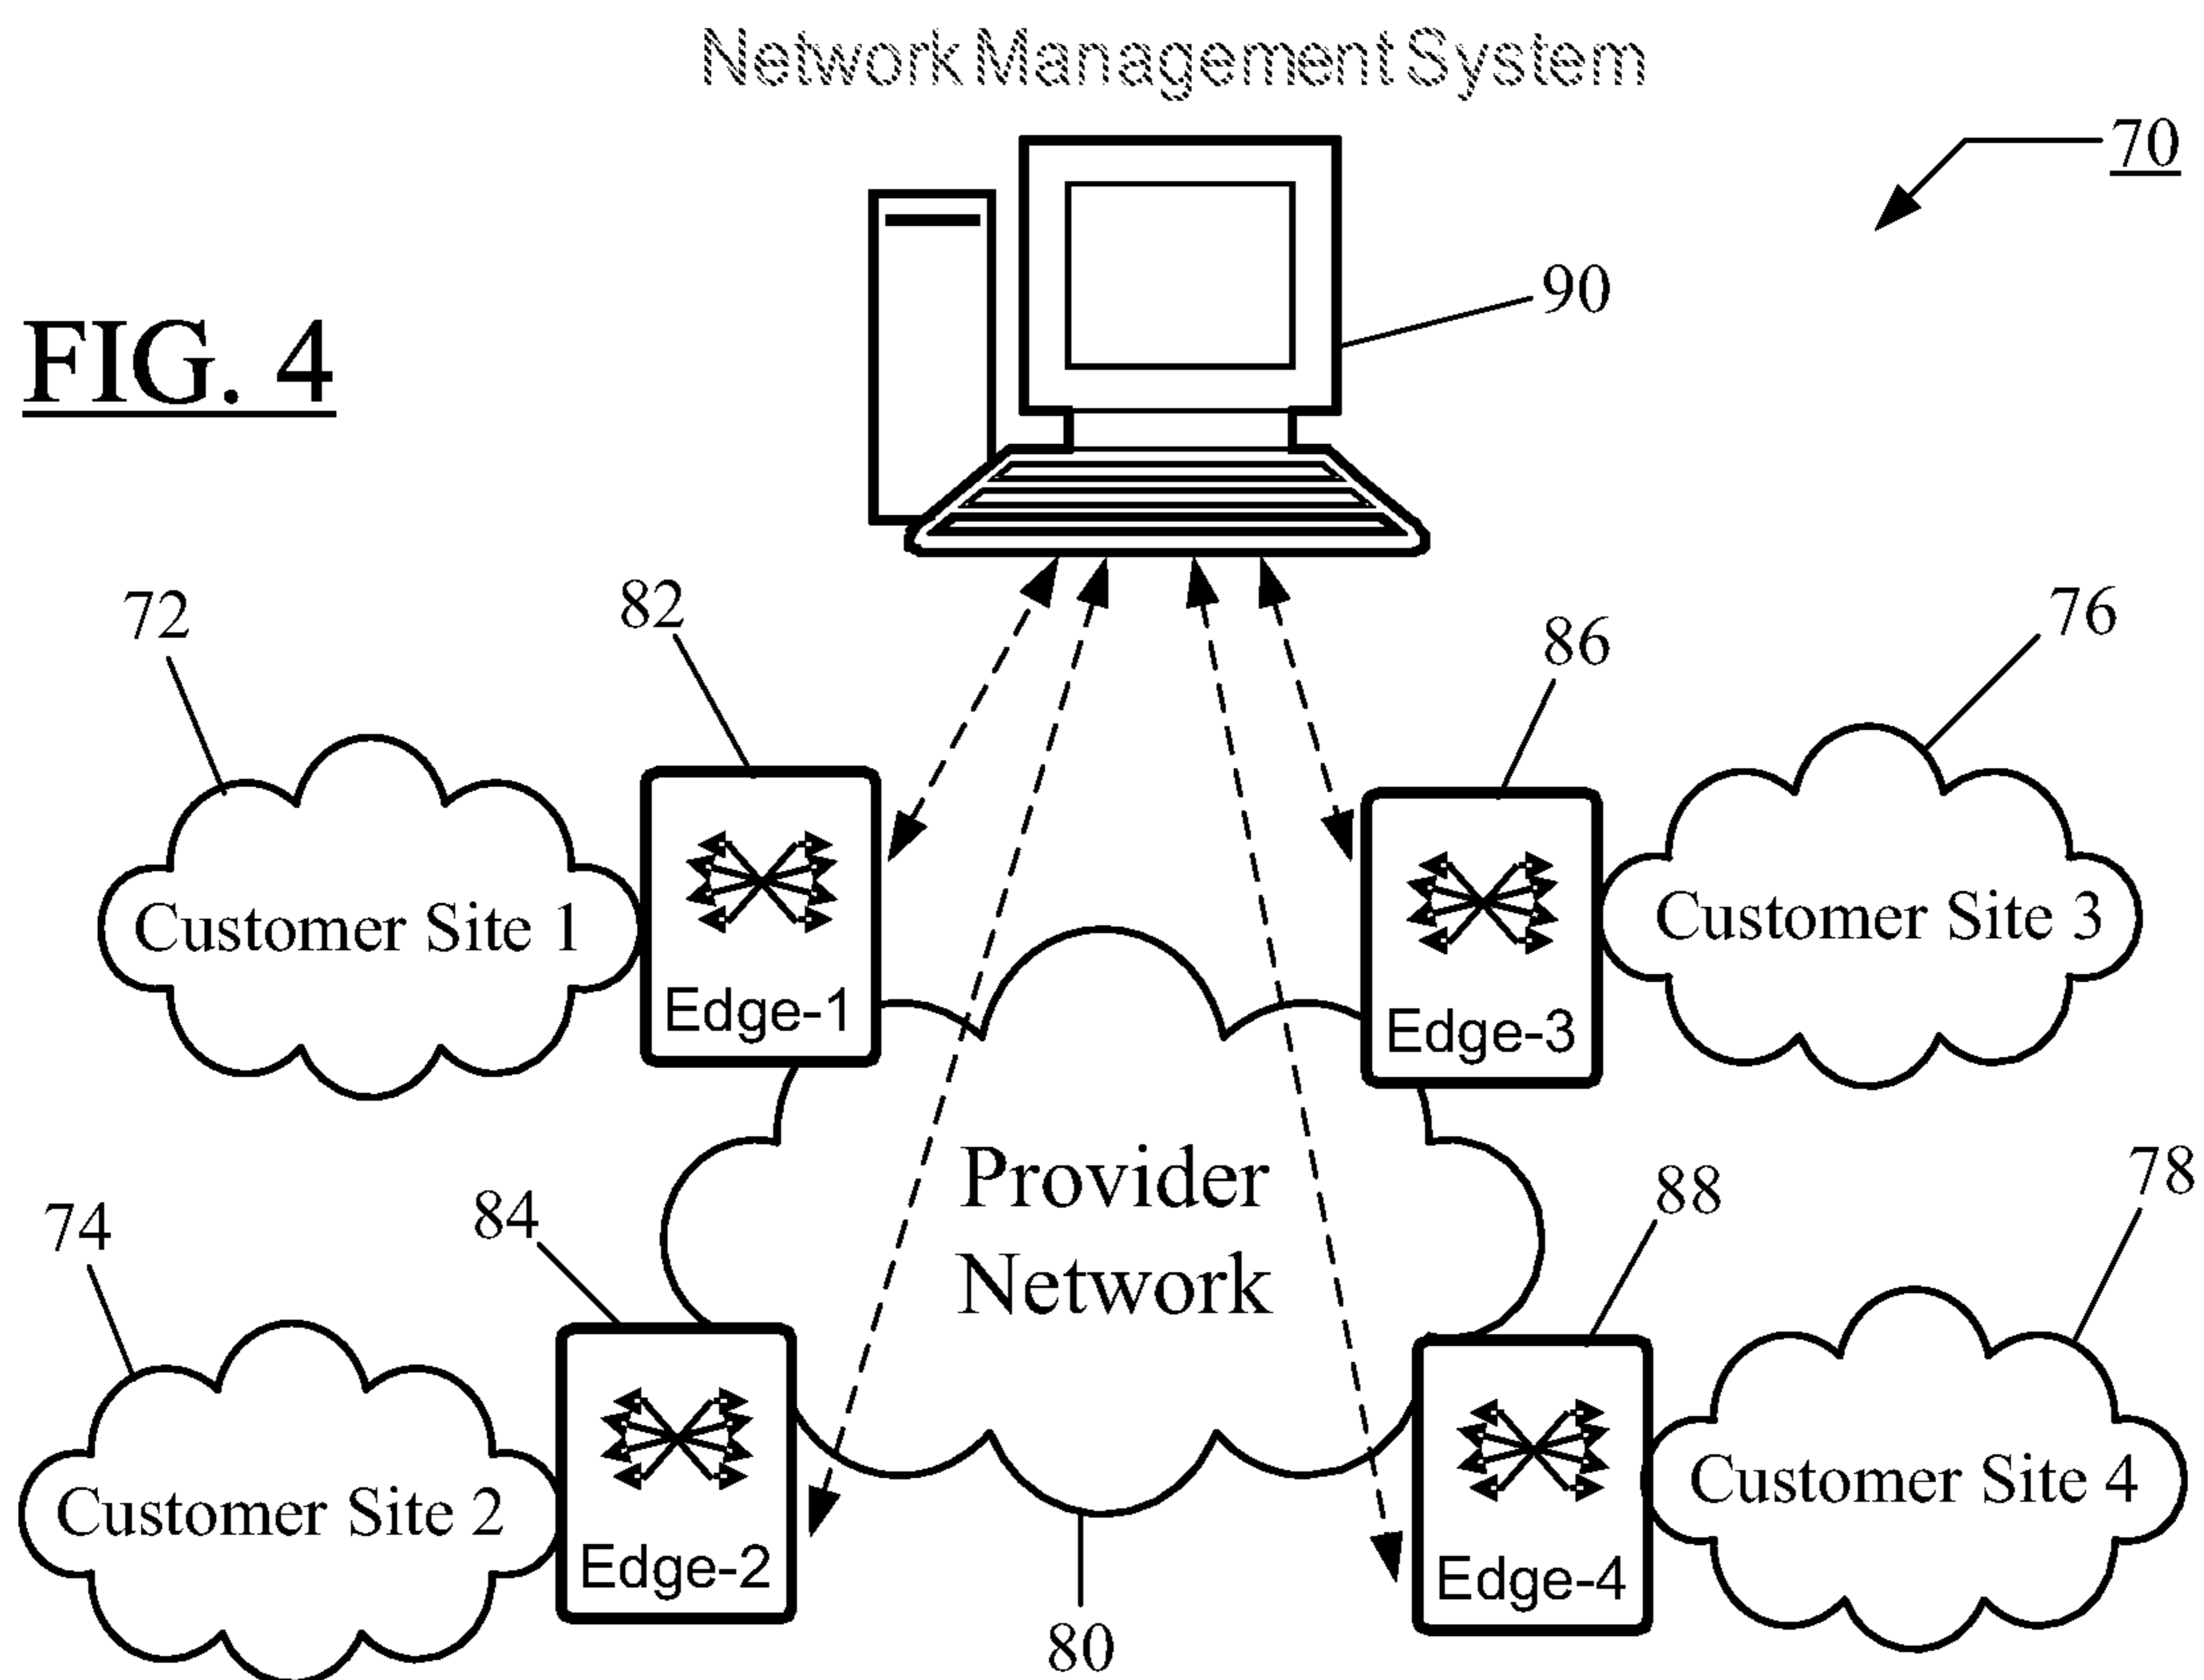 Network Management System
70
90
FIG. 4
72
82
86
76
Customer Site 1
Edge-1
Edge-3
Customer Site 3
Provider
Network
74
84
88
78
Customer Site 2
Edge-2
Edge-4
Customer Site 4
80